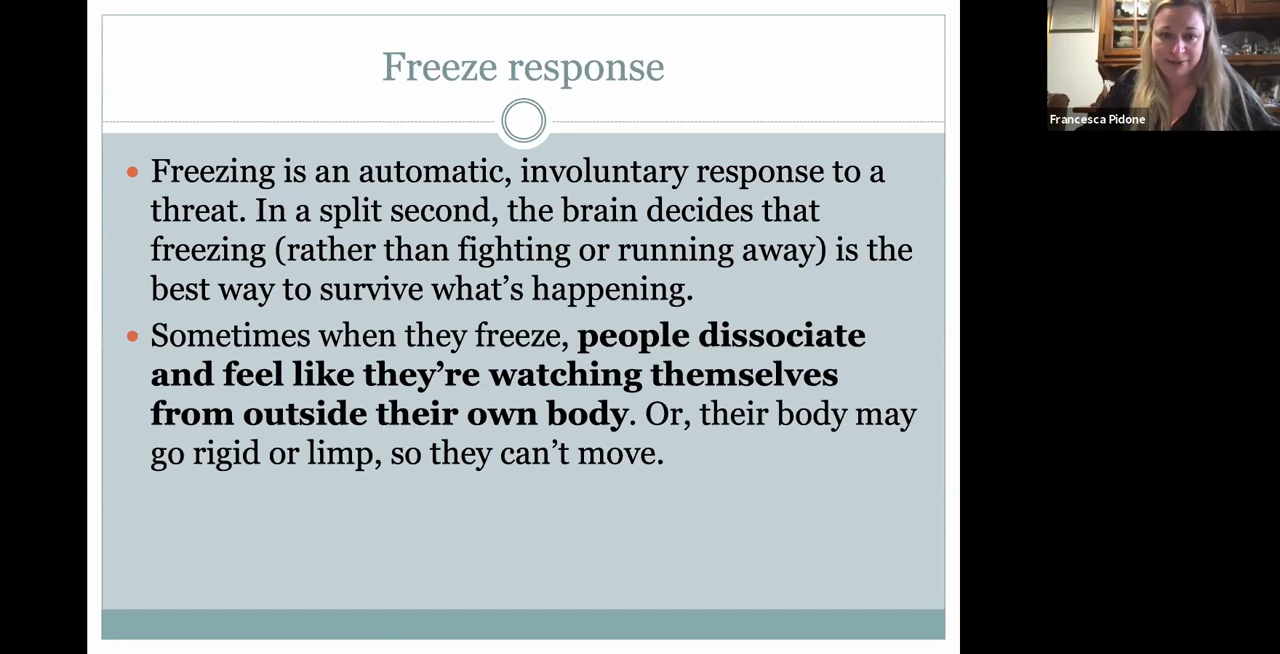 Freeze response
Francesca Pidone
• Freezing is an automatic, involuntary response to a
threat. In a split second, the brain decides that
freezing (rather than fighting or running away) is the
best way to survive what’s happening.
• Sometimes when they freeze, people dissociate
and feel like they’re watching themselves
from outside their own body. Or, their body may
go rigid or limp, so they can’t move.